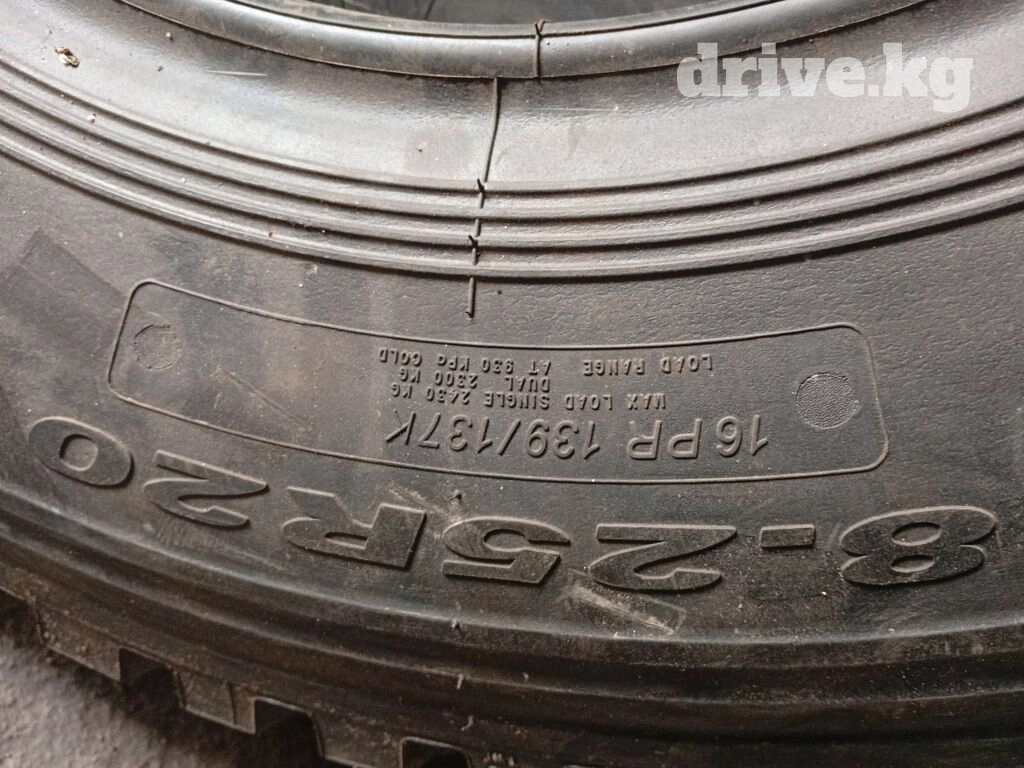 drive.kg
8.25R20
16PR 139/137K
MAX LOAD SINGLE 2430 KG
DUAL 2300 KG
AT 930 KPG COLD
LOAD RANGE